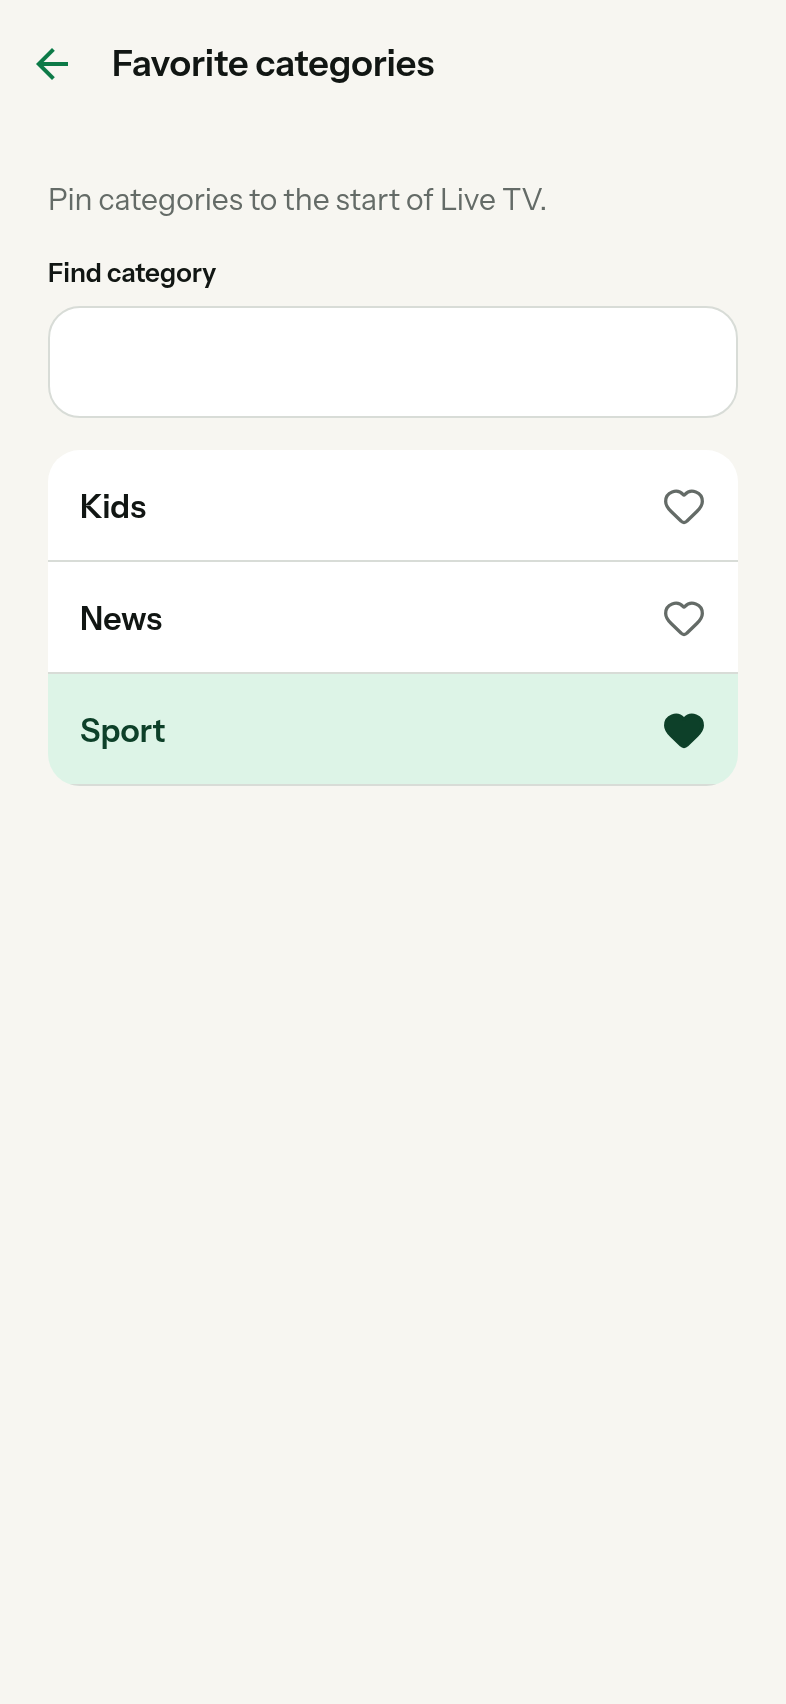 Favorite categories
Pin categories to the start of Live TV.
Find category
Kids
News
Sport